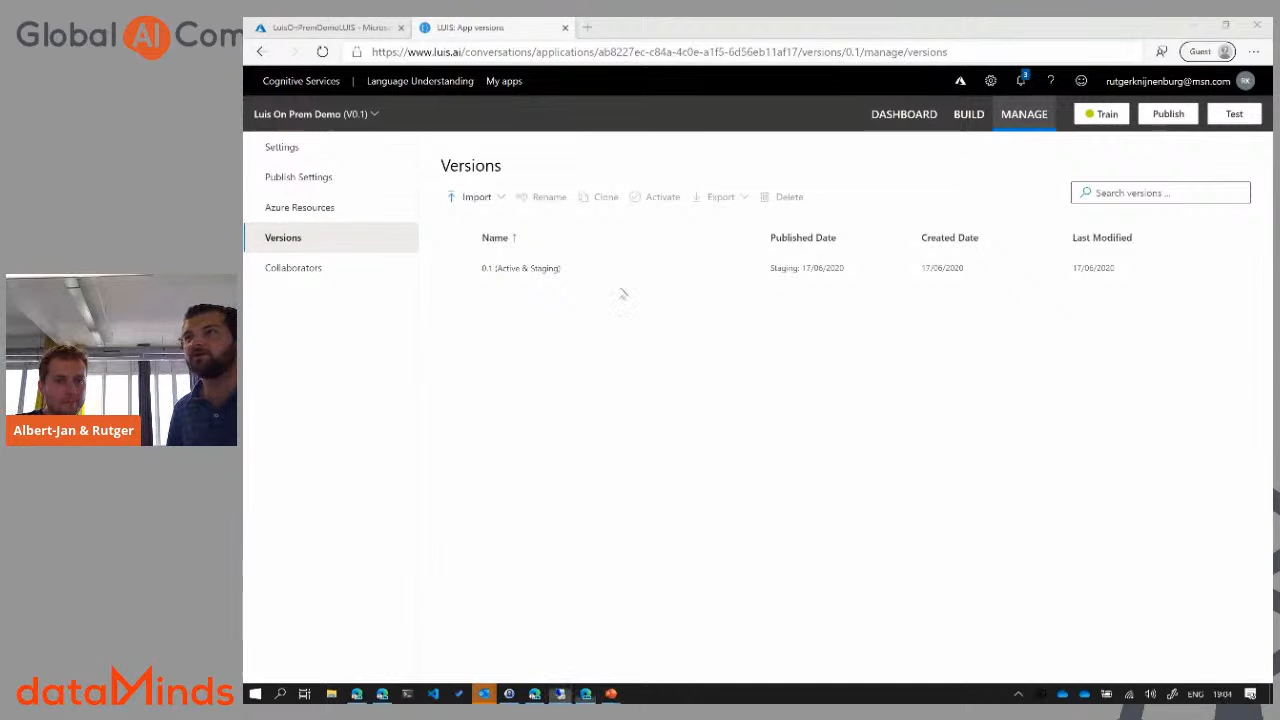 Global AI Com
LuisOnPremDemoLUIS - Micros
LUIS: App versions
https://www.luis.ai/conversations/applications/ab8227ec-c84a-4c0e-a1f5-6d56eb11af17/versions/0.1/manage/versions
Guest
Cognitive Services | Language Understanding My apps
3
rutgerknijnenburg@msn.com RK
Luis On Prem Demo (V0.1)
DASHBOARD BUILD MANAGE Train Publish Test
Settings
Publish Settings
Azure Resources
Versions
Collaborators
Versions
Import Rename Clone Activate Export Delete
Search versions ...
Name ↑ Published Date Created Date Last Modified
0.1 (Active & Staging) Staging: 17/06/2020 17/06/2020 17/06/2020
Albert-Jan & Rutger
dataMinds
ENG 19:04